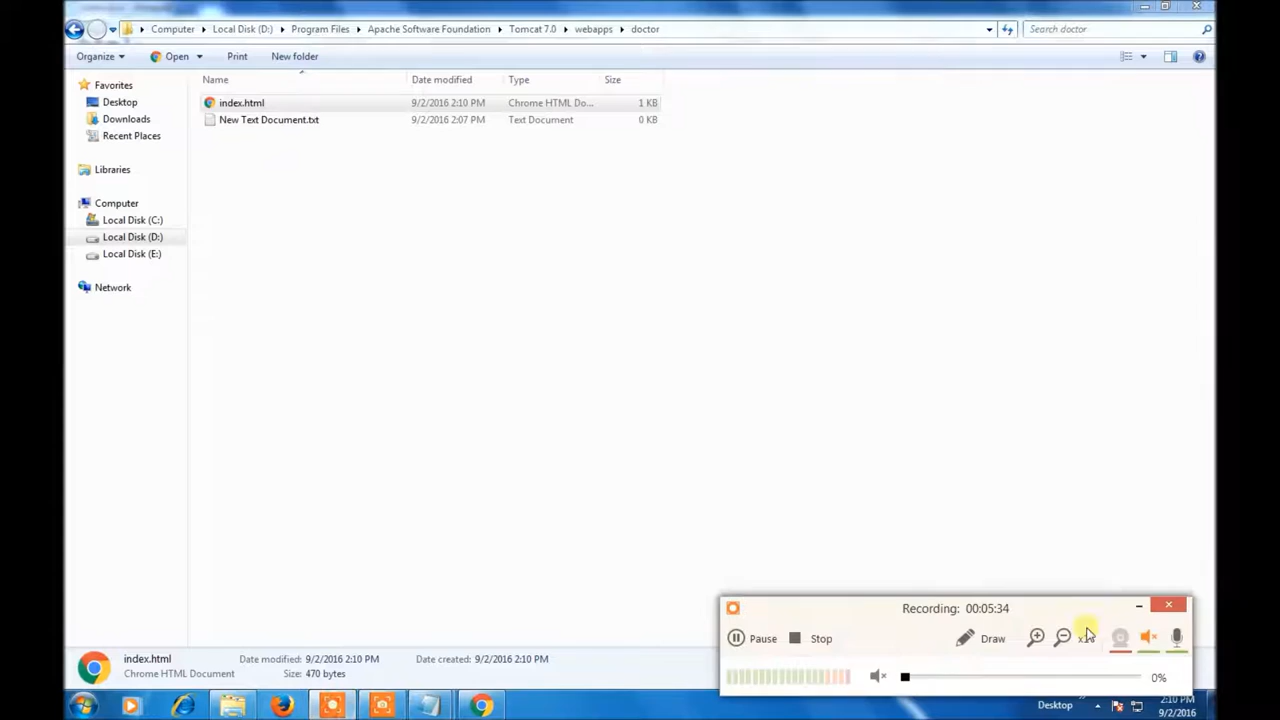 Computer Local Disk (D:) Program Files Apache Software Foundation Tomcat 7.0 webapps doctor
Search doctor
Organize Open Print New folder
Favorites
Desktop
Downloads
Recent Places
Libraries
Computer
Local Disk (C:)
Local Disk (D:)
Local Disk (E:)
Network
Name Date modified Type Size
index.html 9/2/2016 2:10 PM Chrome HTML Do... 1 KB
New Text Document.txt 9/2/2016 2:07 PM Text Document 0 KB
Recording: 00:05:34
Pause Stop Draw
0%
index.html Date modified: 9/2/2016 2:10 PM Date created: 9/2/2016 2:10 PM
Chrome HTML Document Size: 470 bytes
Desktop
2:10 PM
9/2/2016